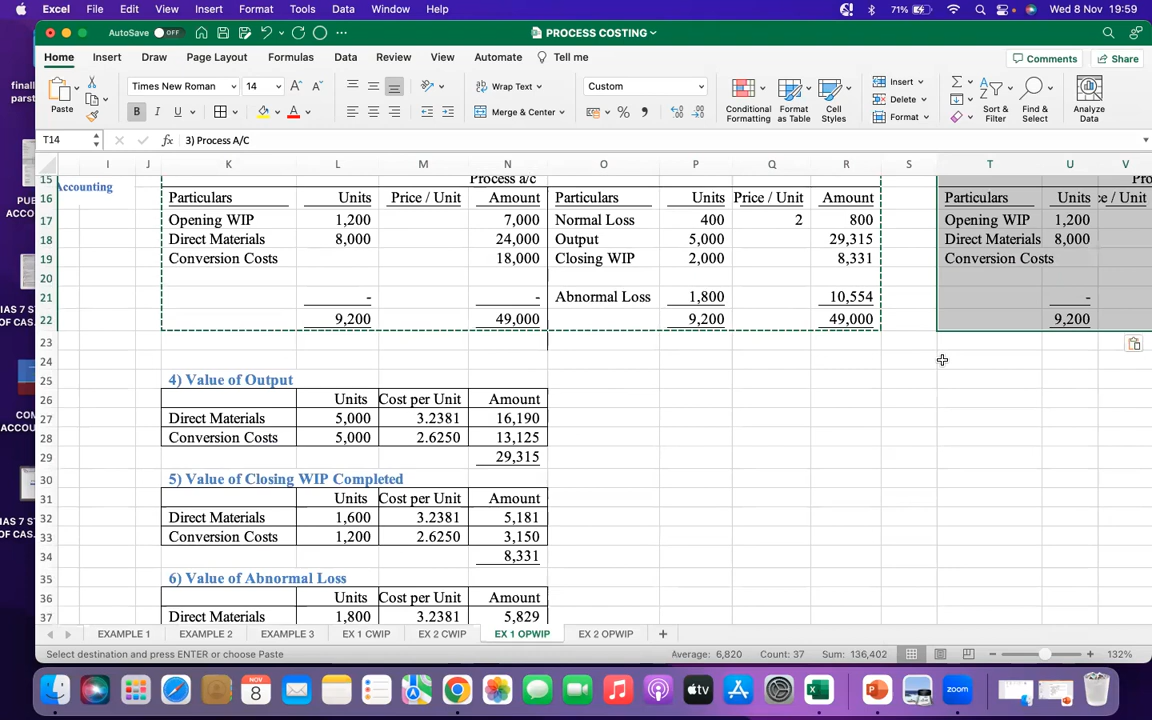 Excel File Edit View Insert Format Tools Data Window Help 71% Wed 8 Nov 19:59
AutoSave OFF PROCESS COSTING
Home Insert Draw Page Layout Formulas Data Review View Automate Tell me Comments Share
Times New Roman 14 Wrap Text Custom Insert
Paste Merge & Center Conditional Formatting Format as Table Cell Styles Delete Format Sort & Filter Find & Select Analyze Data
T14 fx 3) Process A/C
I J K L M N O P Q R S T U V
15 Accounting Process a/c Pro
16 Particulars Units Price / Unit Amount Particulars Units Price / Unit Amount Particulars Units ce / Unit
17 Opening WIP 1,200 7,000 Normal Loss 400 2 800 Opening WIP 1,200
18 Direct Materials 8,000 24,000 Output 5,000 29,315 Direct Materials 8,000
19 Conversion Costs 18,000 Closing WIP 2,000 8,331 Conversion Costs
20
21 - - Abnormal Loss 1,800 10,554 -
22 9,200 49,000 9,200 49,000 9,200
23
24
25 4) Value of Output
26 Units Cost per Unit Amount
27 Direct Materials 5,000 3.2381 16,190
28 Conversion Costs 5,000 2.6250 13,125
29 29,315
30 5) Value of Closing WIP Completed
31 Units Cost per Unit Amount
32 Direct Materials 1,600 3.2381 5,181
33 Conversion Costs 1,200 2.6250 3,150
34 8,331
35 6) Value of Abnormal Loss
36 Units Cost per Unit Amount
37 Direct Materials 1,800 3.2381 5,829
EXAMPLE 1 EXAMPLE 2 EXAMPLE 3 EX 1 CWIP EX 2 CWIP EX 1 OPWIP EX 2 OPWIP +
Select destination and press ENTER or choose Paste Average: 6,820 Count: 37 Sum: 136,402 132%
NOV
8
tv
zoom